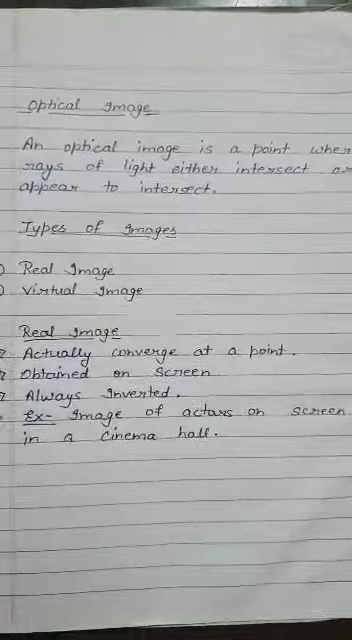 Optical Image
An optical image is a point wher
rays of light either intersect or
appear to intersect.
Types of Images
Real Image
Virtual Image
Real Image
Actually converge at a point.
Obtained on Screen
Always Inverted.
Ex- Image of actars on screen
in a cinema hall.